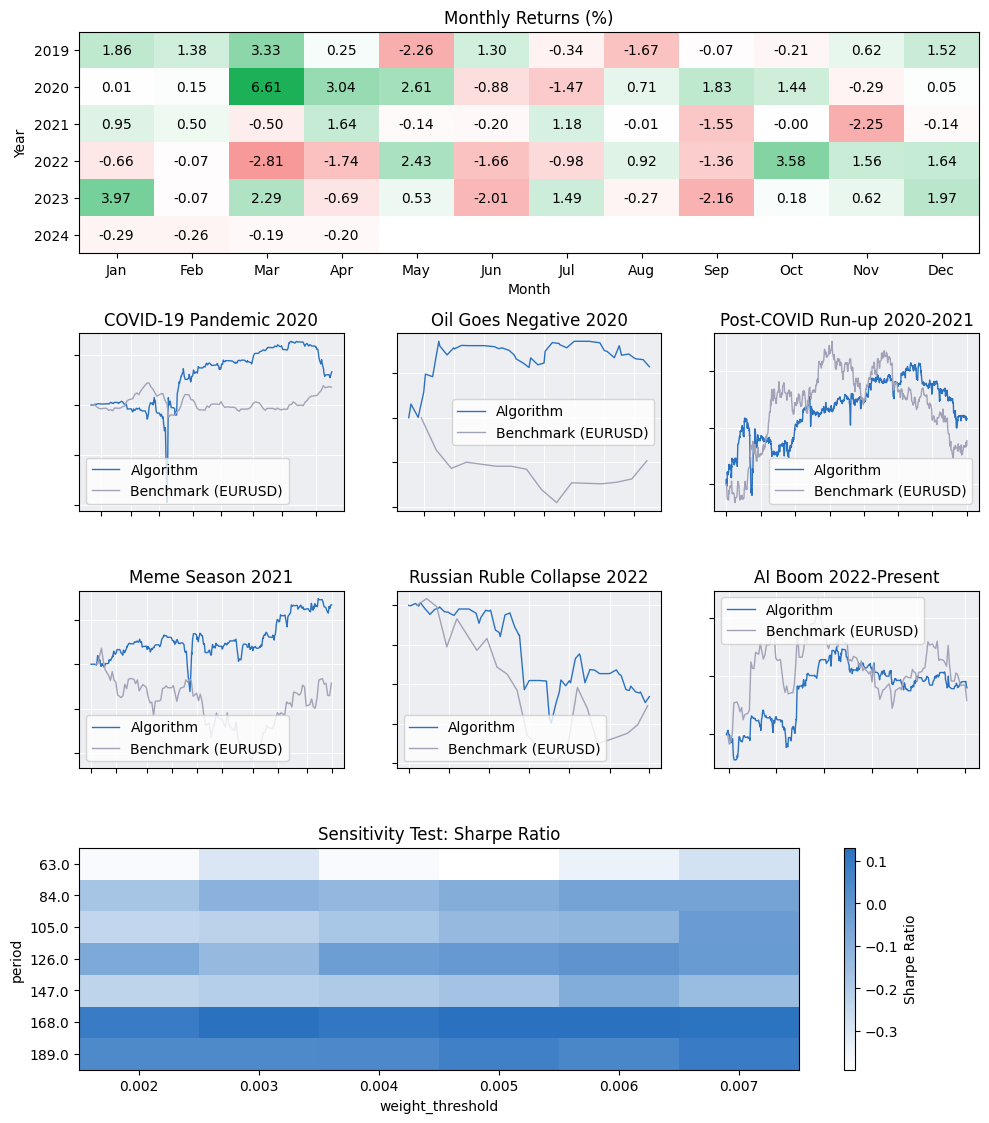 Monthly Returns (%)
Year
2019 1.86 1.38 3.33 0.25 -2.26 1.30 -0.34 -1.67 -0.07 -0.21 0.62 1.52
2020 0.01 0.15 6.61 3.04 2.61 -0.88 -1.47 0.71 1.83 1.44 -0.29 0.05
2021 0.95 0.50 -0.50 1.64 -0.14 -0.20 1.18 -0.01 -1.55 -0.00 -2.25 -0.14
2022 -0.66 -0.07 -2.81 -1.74 2.43 -1.66 -0.98 0.92 -1.36 3.58 1.56 1.64
2023 3.97 -0.07 2.29 -0.69 0.53 -2.01 1.49 -0.27 -2.16 0.18 0.62 1.97
2024 -0.29 -0.26 -0.19 -0.20
Jan Feb Mar Apr May Jun Jul Aug Sep Oct Nov Dec
Month
COVID-19 Pandemic 2020
Algorithm
Benchmark (EURUSD)
Oil Goes Negative 2020
Algorithm
Benchmark (EURUSD)
Post-COVID Run-up 2020-2021
Algorithm
Benchmark (EURUSD)
Meme Season 2021
Algorithm
Benchmark (EURUSD)
Russian Ruble Collapse 2022
Algorithm
Benchmark (EURUSD)
AI Boom 2022-Present
Algorithm
Benchmark (EURUSD)
Sensitivity Test: Sharpe Ratio
period
63.0
84.0
105.0
126.0
147.0
168.0
189.0
0.002 0.003 0.004 0.005 0.006 0.007
weight_threshold
0.1
0.0
−0.1
−0.2
−0.3
Sharpe Ratio